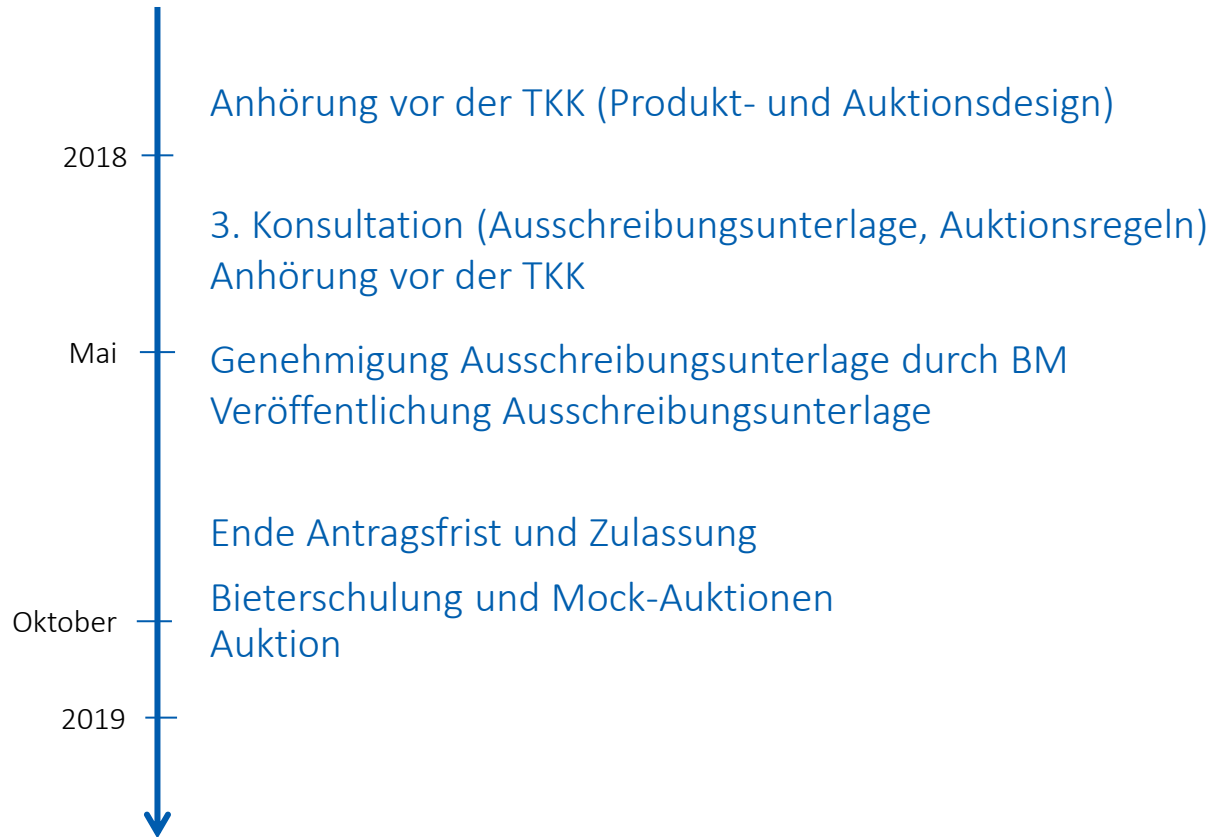 Anhörung vor der TKK (Produkt- und Auktionsdesign)
2018
3. Konsultation (Ausschreibungsunterlage, Auktionsregeln)
Anhörung vor der TKK
Mai
Genehmigung Ausschreibungsunterlage durch BM
Veröffentlichung Ausschreibungsunterlage
Ende Antragsfrist und Zulassung
Bieterschulung und Mock-Auktionen
Oktober
Auktion
2019